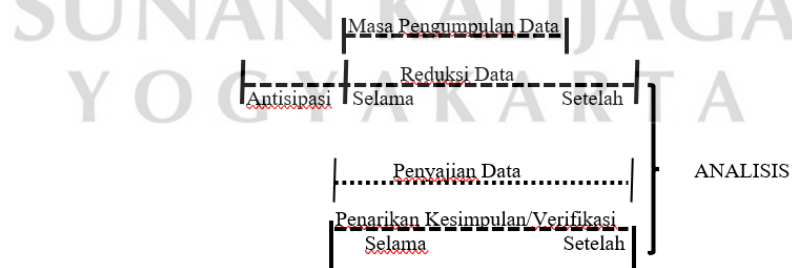 SUNAN KALIJAGA
Masa Pengumpulan Data
YOGYAKARTA
Reduksi Data
Antisipasi Selama Setelah
Penyajian Data ANALISIS
Penarikan Kesimpulan/Verifikasi
Selama Setelah